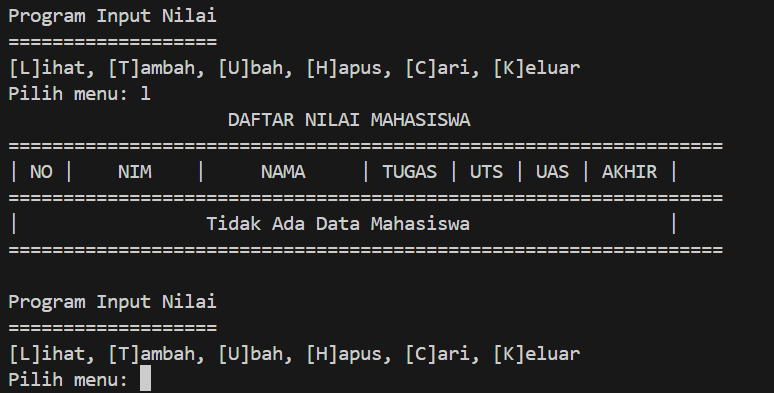 Program Input Nilai
===================
[L]ihat, [T]ambah, [U]bah, [H]apus, [C]ari, [K]eluar
Pilih menu: l
                    DAFTAR NILAI MAHASISWA
=================================================================
| NO |    NIM    |     NAMA     | TUGAS | UTS | UAS | AKHIR |
=================================================================
|                 Tidak Ada Data Mahasiswa                  |
=================================================================

Program Input Nilai
===================
[L]ihat, [T]ambah, [U]bah, [H]apus, [C]ari, [K]eluar
Pilih menu: